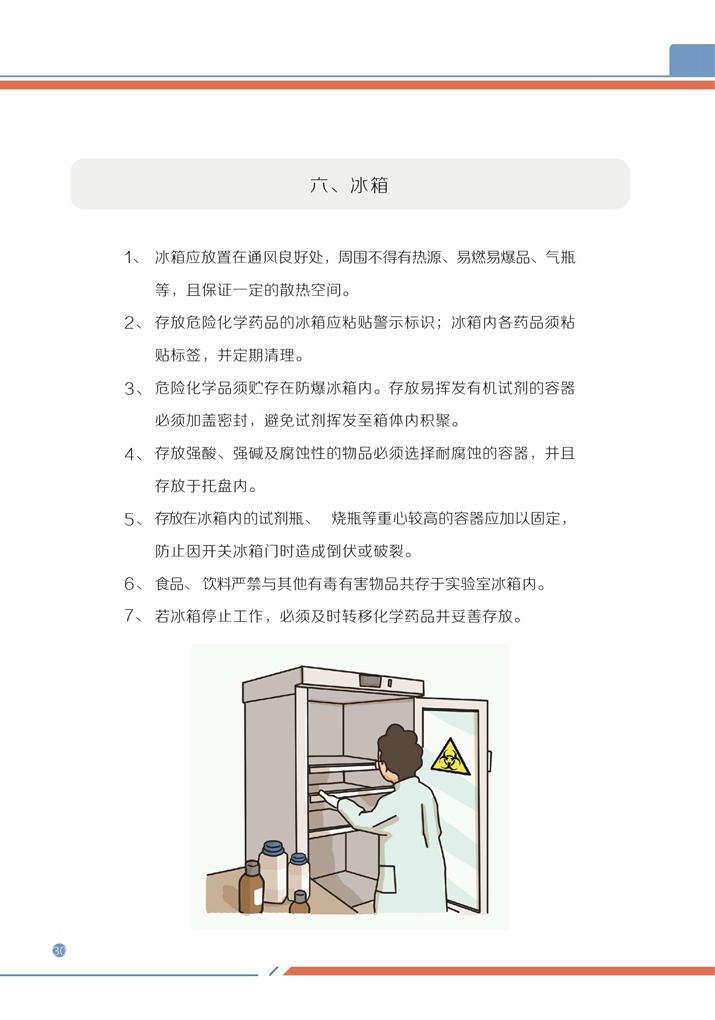 六、冰箱
1、 冰箱应放置在通风良好处，周围不得有热源、易燃易爆品、气瓶
等，且保证一定的散热空间。
2、 存放危险化学药品的冰箱应粘贴警示标识；冰箱内各药品须粘
贴标签，并定期清理。
3、 危险化学品须贮存在防爆冰箱内。存放易挥发有机试剂的容器
必须加盖密封，避免试剂挥发至箱体内积聚。
4、 存放强酸、强碱及腐蚀性的物品必须选择耐腐蚀的容器，并且
存放于托盘内。
5、 存放在冰箱内的试剂瓶、 烧瓶等重心较高的容器应加以固定，
防止因开关冰箱门时造成倒伏或破裂。
6、 食品、 饮料严禁与其他有毒有害物品共存于实验室冰箱内。
7、 若冰箱停止工作，必须及时转移化学药品并妥善存放。
30